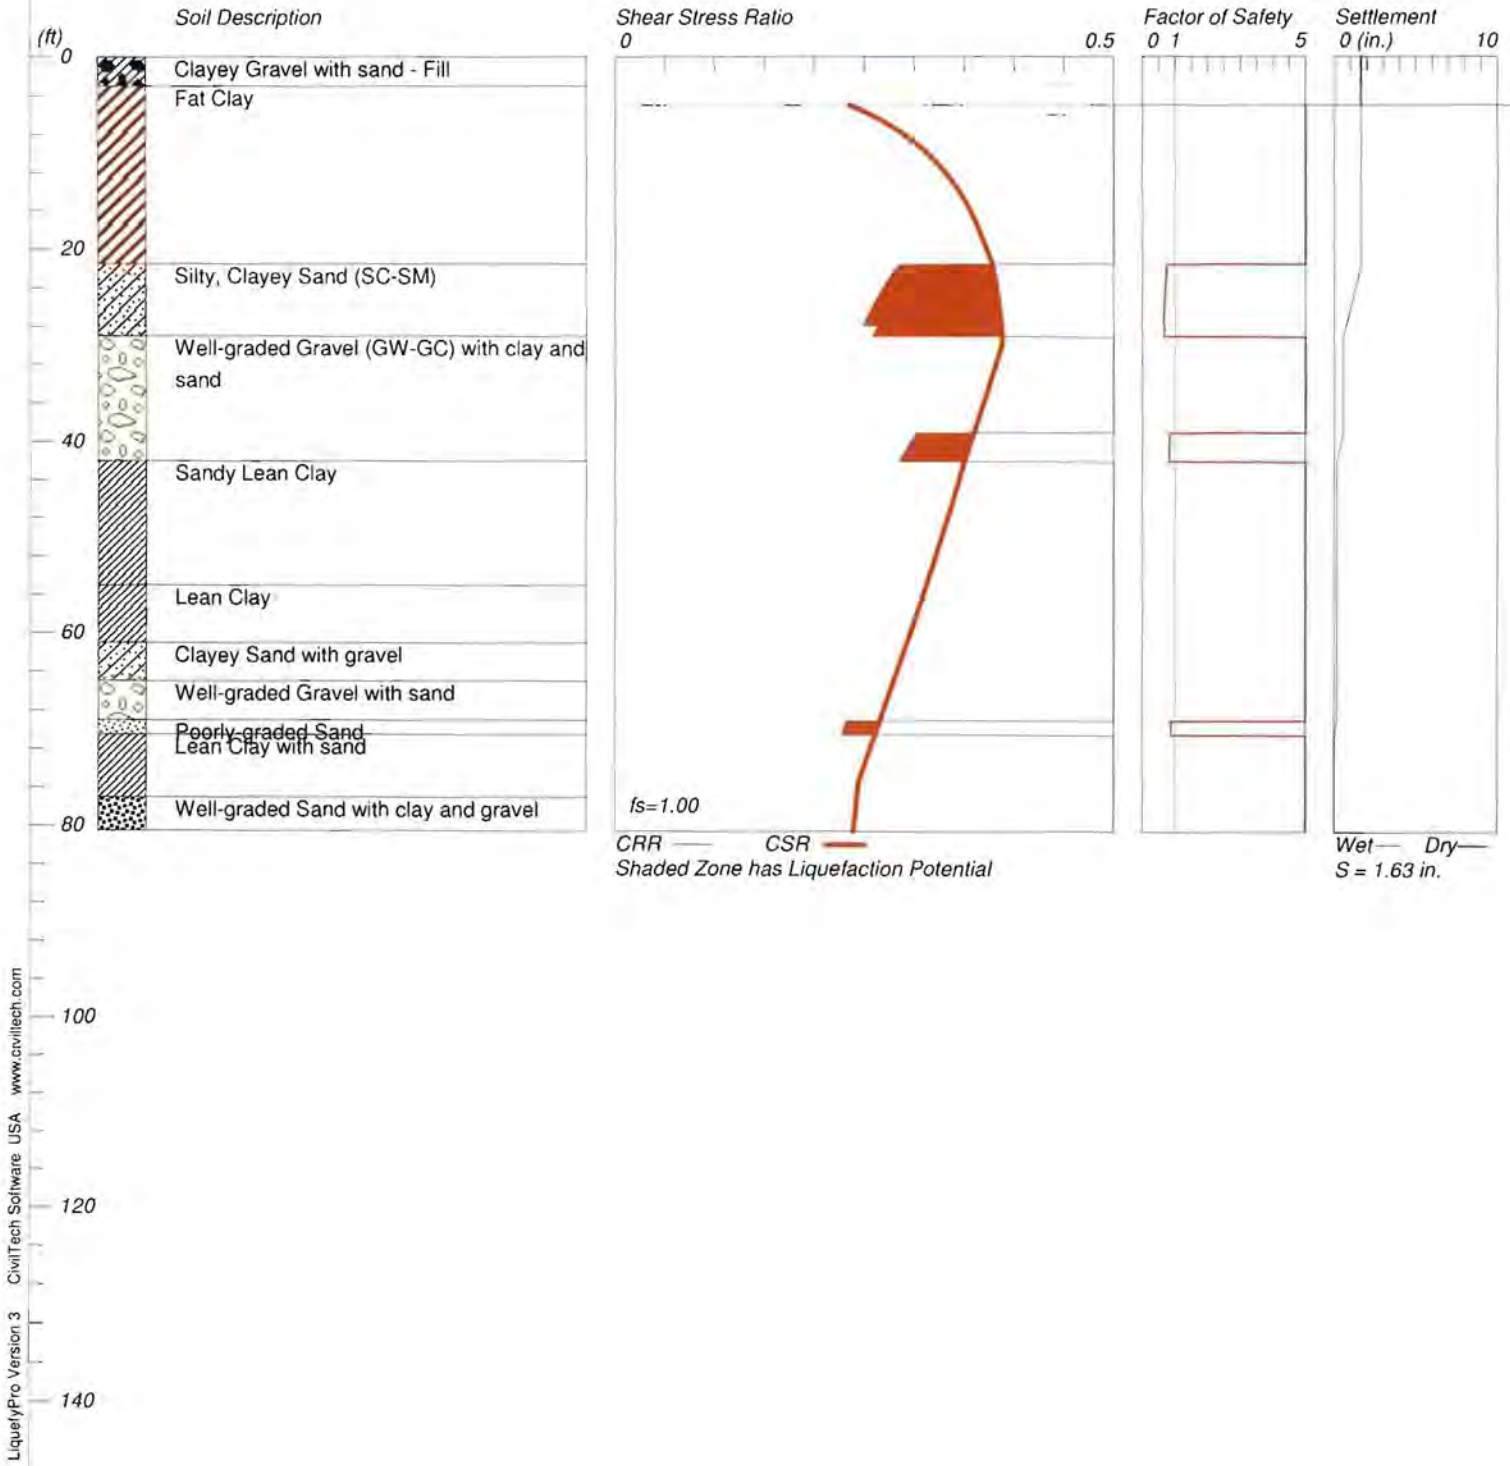 Soil Description
Shear Stress Ratio
Factor of Safety
Settlement
(ft)
0
0.5
0 1
5
0 (in.)
10
0
Clayey Gravel with sand - Fill
Fat Clay
20
Silty, Clayey Sand (SC-SM)
Well-graded Gravel (GW-GC) with clay and
sand
40
Sandy Lean Clay
Lean Clay
60
Clayey Sand with gravel
Well-graded Gravel with sand
Poorly-graded Sand
Lean Clay with sand
fs=1.00
Well-graded Sand with clay and gravel
80
CRR
CSR
Wet
Dry
Shaded Zone has Liquefaction Potential
S = 1.63 in.
100
120
140
LiquefyPro Version 3 CivilTech Software USA www.civiltech.com